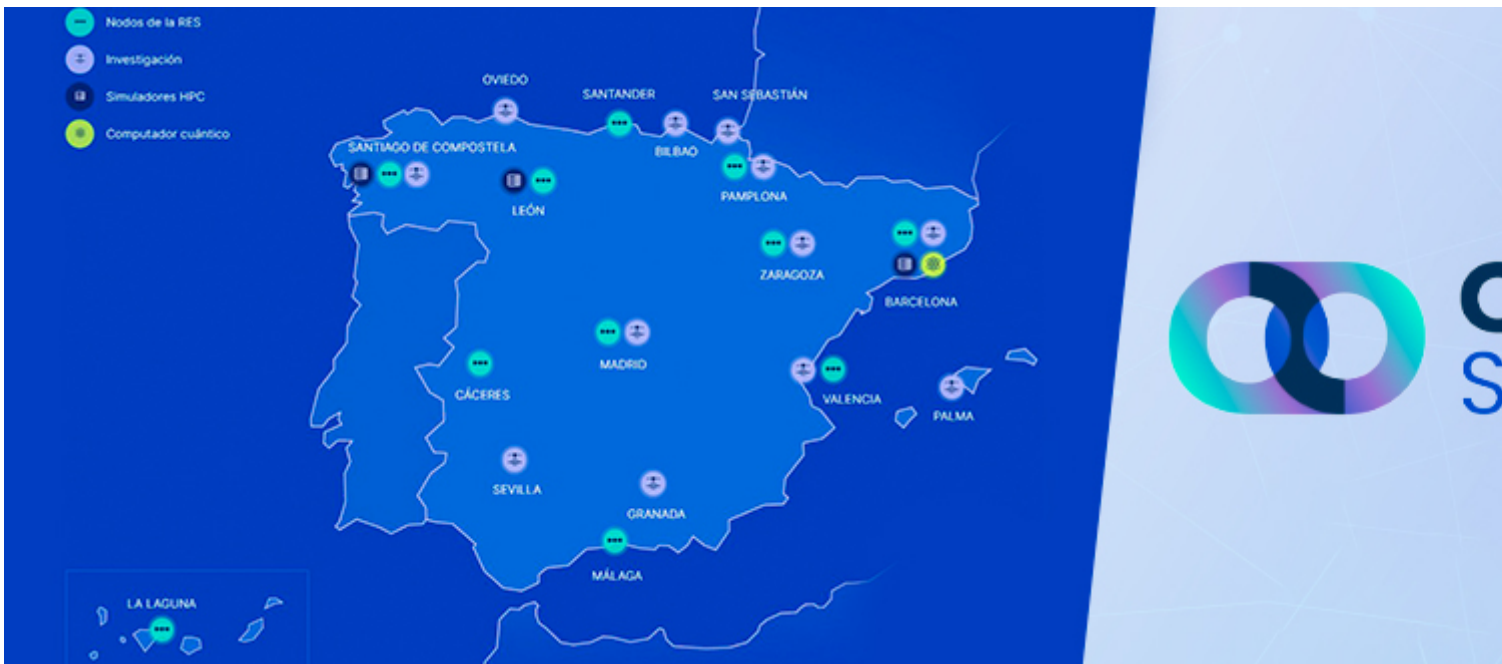 Nodos de la RES
Investigación
Simuladores HPC
Computador cuántico
OVIEDO
SANTANDER
SAN SEBASTIÁN
SANTIAGO DE COMPOSTELA
BILBAO
LEÓN
PAMPLONA
ZARAGOZA
BARCELONA
MADRID
CÁCERES
VALENCIA
PALMA
SEVILLA
GRANADA
MÁLAGA
LA LAGUNA
S